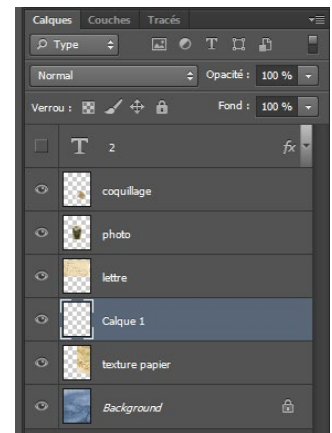 Calques Couches Tracés
Type T
Normal Opacité : 100 %
Verrou : Fond : 100 %
T 2 fx
coquillage
photo
lettre
Calque 1
texture papier
Background